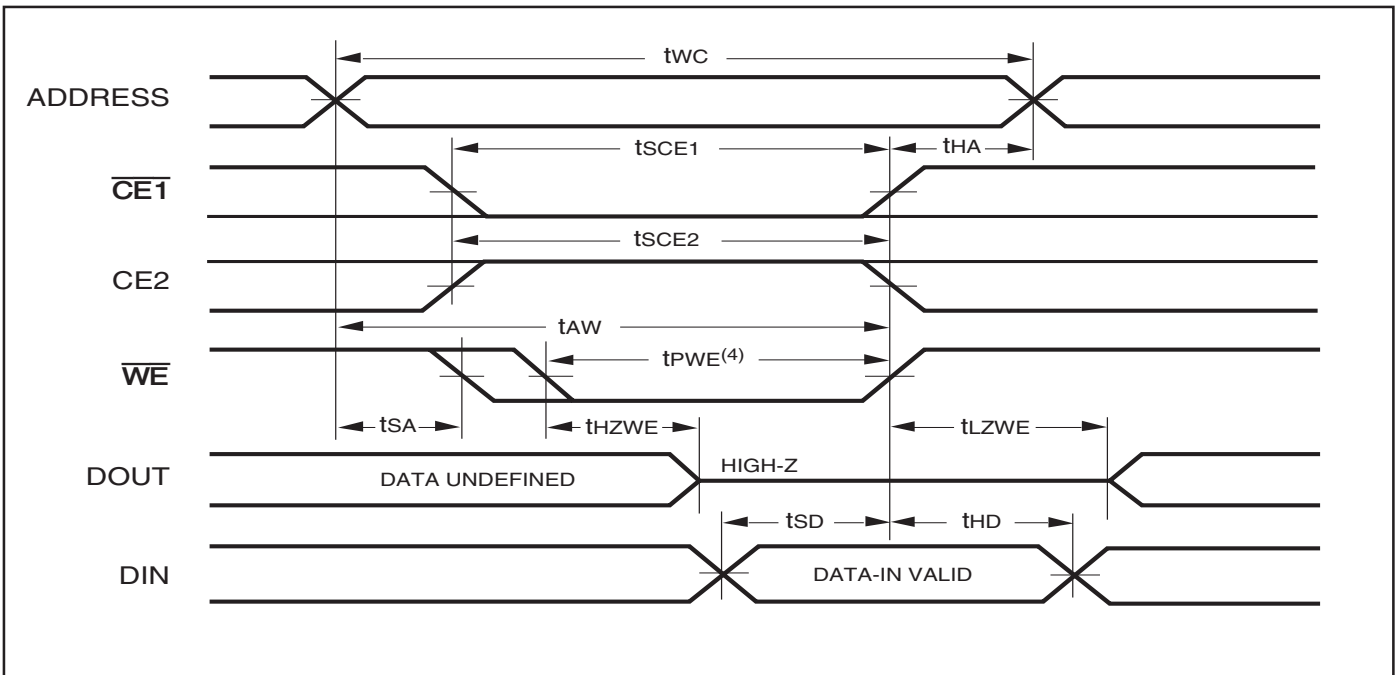 tWC
ADDRESS
tSCE1
tHA
CE1
tSCE2
CE2
tAW
tPWE(4)
WE
tSA
tHZWE
tLZWE
DOUT
DATA UNDEFINED
HIGH-Z
tSD
tHD
DIN
DATA-IN VALID